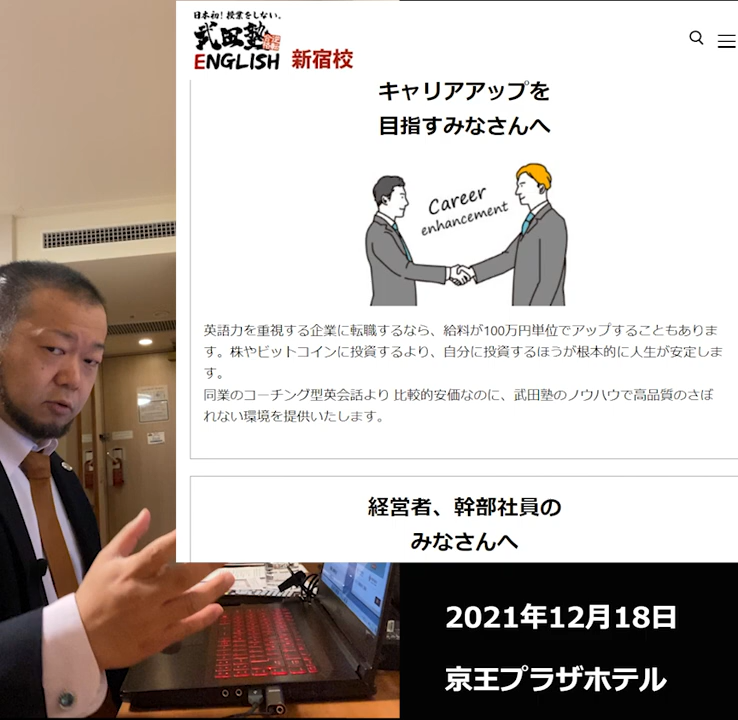 日本初！授業をしない。
武田塾
ENGLISH 新宿校
キャリアアップを
目指すみなさんへ
Career
enhancement
英語力を重視する企業に転職するなら、給料が100万円単位でアップすることもありま
す。株やビットコインに投資するより、自分に投資するほうが根本的に人生が安定しま
す。
同業のコーチング型英会話より 比較的安価なのに、武田塾のノウハウで高品質のさぼ
れない環境を提供いたします。
経営者、幹部社員の
みなさんへ
2021年12月18日
京王プラザホテル